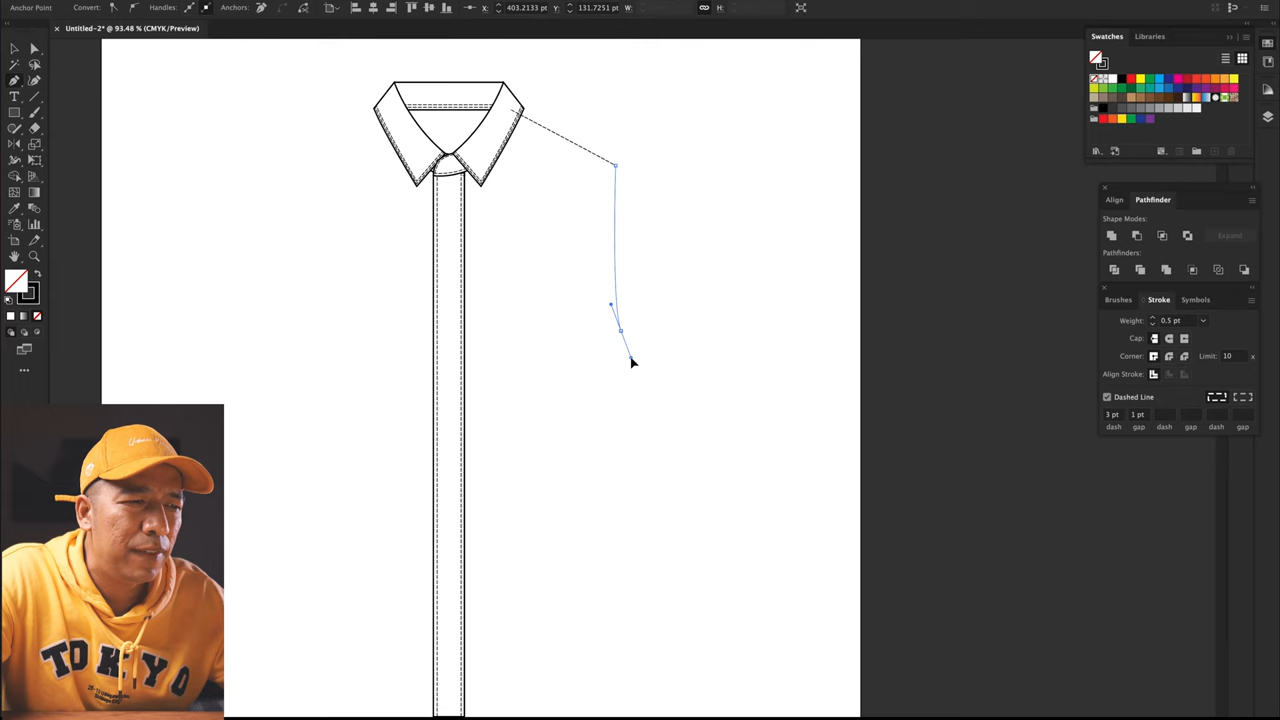 Anchor Point
Convert:
Handles:
Anchors:
X:
403.2133 pt
Y:
131.7251 pt
W:
H:
Untitled-2* @ 93.48 % (CMYK/Preview)
Swatches
Libraries
Align
Pathfinder
Shape Modes:
Expand
Pathfinders:
Brushes
Stroke
Symbols
Weight:
0.5 pt
Cap:
Corner:
Limit:
10
x
Align Stroke:
Dashed Line
3 pt
1 pt
dash
gap
dash
gap
dash
gap
TOKYO